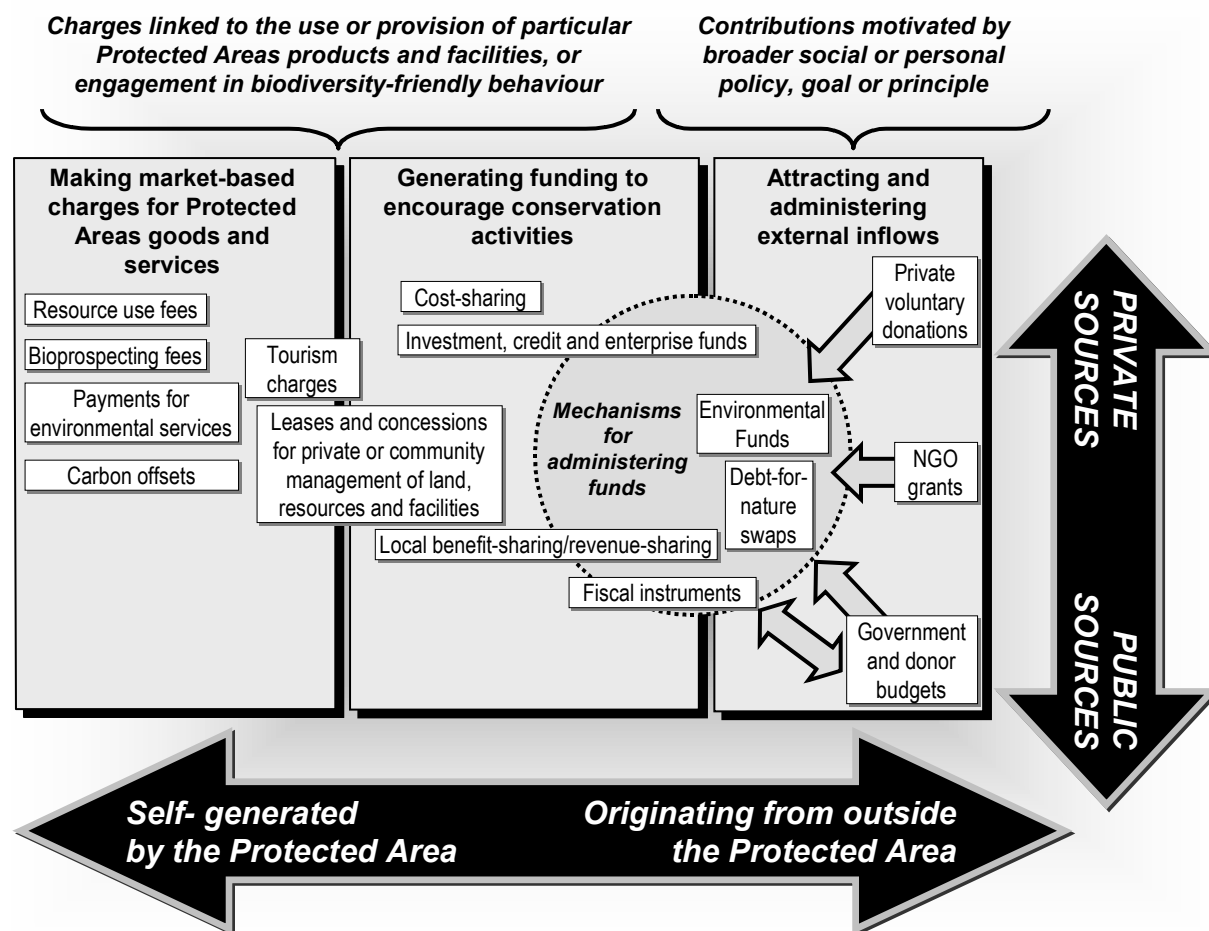 Charges linked to the use or provision of particular
Protected Areas products and facilities, or
engagement in biodiversity-friendly behaviour
Contributions motivated by
broader social or personal
policy, goal or principle
Making market-based
charges for Protected
Areas goods and
services
Generating funding to
encourage conservation
activities
Attracting and
administering
external inflows
Resource use fees
Bioprospecting fees
Payments for
environmental services
Carbon offsets
Tourism
charges
Leases and concessions
for private or community
management of land,
resources and facilities
Cost-sharing
Investment, credit and enterprise funds
Mechanisms
for
administering
funds
Environmental
Funds
Debt-for-
nature
swaps
Local benefit-sharing/revenue-sharing
Fiscal instruments
Private
voluntary
donations
NGO
grants
Government
and donor
budgets
PRIVATE
SOURCES
PUBLIC
SOURCES
Self- generated
by the Protected Area
Originating from outside
the Protected Area